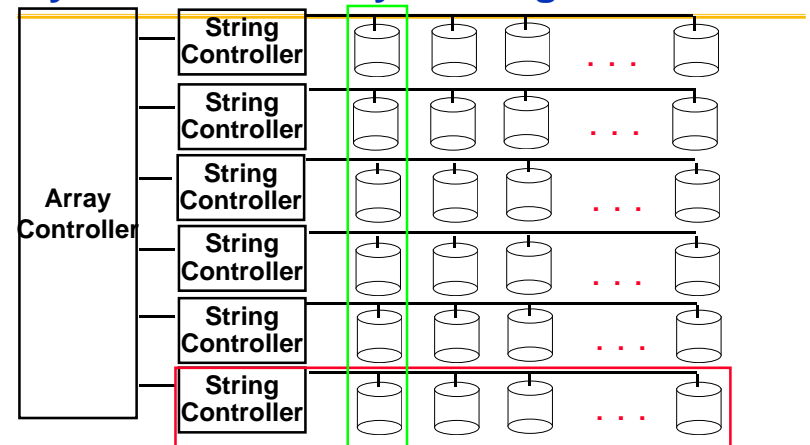 Array
Controller
String
Controller
. . .
String
Controller
. . .
String
Controller
. . .
String
Controller
. . .
String
Controller
. . .
String
Controller
. . .